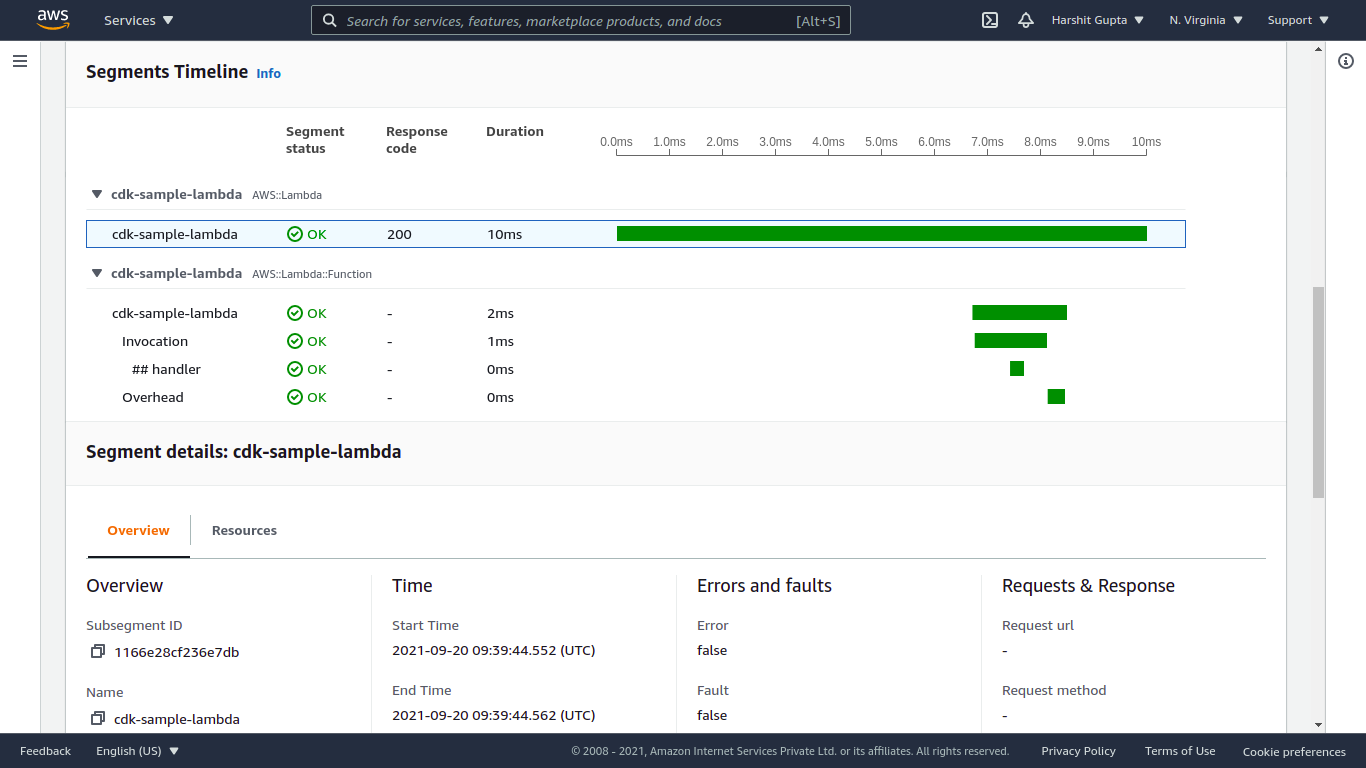 aws Services Search for services, features, marketplace products, and docs [Alt+S] Harshit Gupta N. Virginia Support
Segments Timeline Info
Segment status Response code Duration
0.0ms 1.0ms 2.0ms 3.0ms 4.0ms 5.0ms 6.0ms 7.0ms 8.0ms 9.0ms 10ms
cdk-sample-lambda AWS::Lambda
cdk-sample-lambda OK 200 10ms
cdk-sample-lambda AWS::Lambda::Function
cdk-sample-lambda OK - 2ms
Invocation OK - 1ms
## handler OK - 0ms
Overhead OK - 0ms
Segment details: cdk-sample-lambda
Overview Resources
Overview Time Errors and faults Requests & Response
Subsegment ID Start Time Error Request url
1166e28cf236e7db 2021-09-20 09:39:44.552 (UTC) false -
Name End Time Fault Request method
cdk-sample-lambda 2021-09-20 09:39:44.562 (UTC) false -
Feedback English (US) © 2008 - 2021, Amazon Internet Services Private Ltd. or its affiliates. All rights reserved. Privacy Policy Terms of Use Cookie preferences